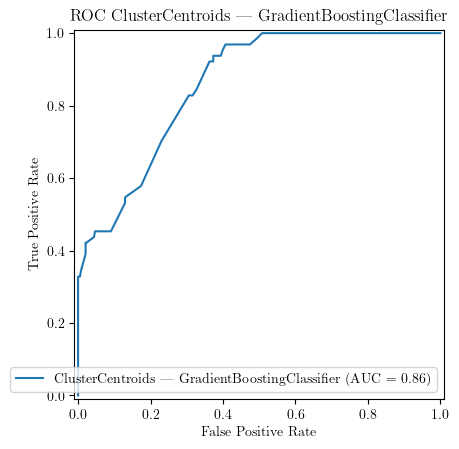 ROC ClusterCentroids — GradientBoostingClassifier
1.0
0.8
0.6
0.4
0.2
0.0
True Positive Rate
ClusterCentroids — GradientBoostingClassifier (AUC = 0.86)
0.0 0.2 0.4 0.6 0.8 1.0
False Positive Rate